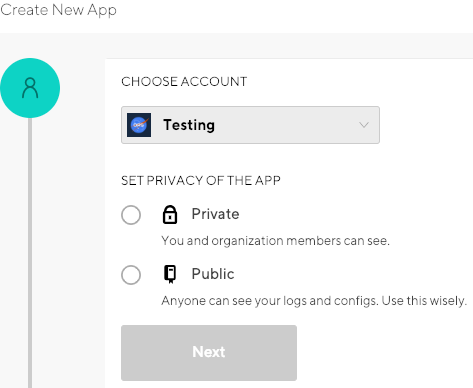 Create New App
CHOOSE ACCOUNT
Testing
SET PRIVACY OF THE APP
Private
You and organization members can see.
Public
Anyone can see your logs and configs. Use this wisely.
Next